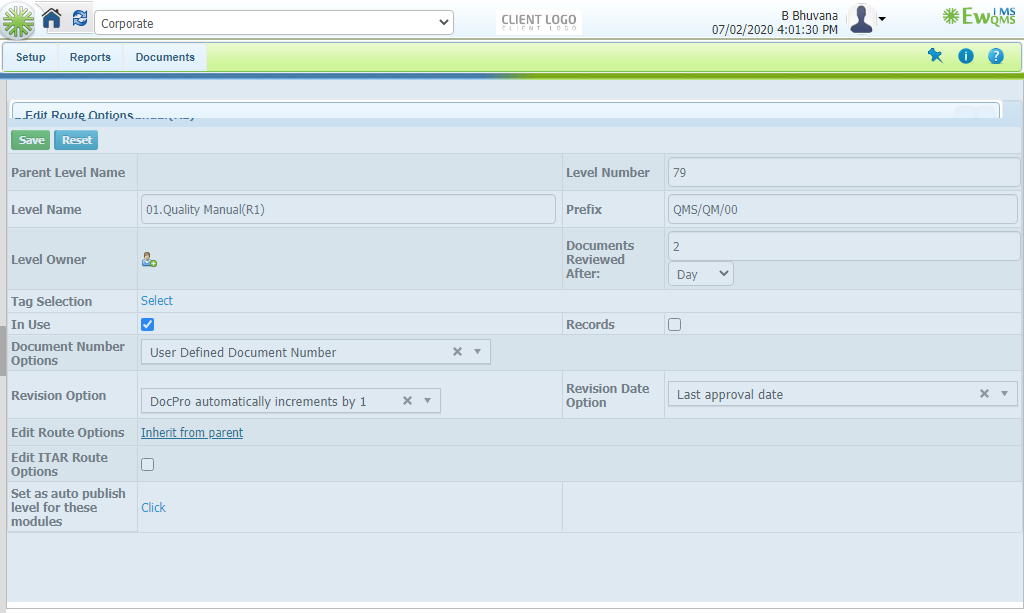 Corporate
CLIENT LOGO
CLIENT LOGO
B Bhuvana
07/02/2020 4:01:30 PM
EwQMS
LMS
Setup
Reports
Documents
Edit Route Options
Save
Reset
Parent Level Name
Level Number
79
Level Name
01.Quality Manual(R1)
Prefix
QMS/QM/00
Level Owner
Documents
Reviewed
After:
2
Day
Tag Selection
Select
In Use
Records
Document Number
Options
User Defined Document Number
Revision Option
DocPro automatically increments by 1
Revision Date
Option
Last approval date
Edit Route Options
Inherit from parent
Edit ITAR Route
Options
Set as auto publish
level for these
modules
Click